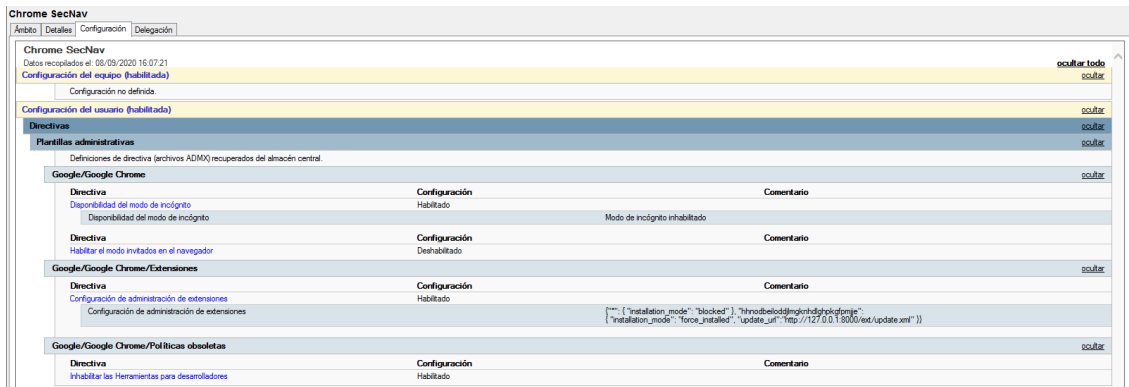 Chrome SecNav
Ámbito Detalles Configuración Delegación
Chrome SecNav
Datos recopilados el: 08/09/2020 16:07:21 ocultar todo
Configuración del equipo (habilitada) ocultar
Configuración no definida.
Configuración del usuario (habilitada) ocultar
Directivas ocultar
Plantillas administrativas ocultar
Definiciones de directiva (archivos ADMX) recuperados del almacén central.
Google/Google Chrome ocultar
Directiva Configuración Comentario
Disponibilidad del modo de incógnito Habilitado
Disponibilidad del modo de incógnito Modo de incógnito inhabilitado
Directiva Configuración Comentario
Habilitar el modo invitados en el navegador Deshabilitado
Google/Google Chrome/Extensiones ocultar
Directiva Configuración Comentario
Configuración de administración de extensiones Habilitado
Configuración de administración de extensiones {"*": { "installation_mode": "blocked" }, "hhnodbeiloddjlmgknhdlghpkgfpmjje":
{ "installation_mode": "force_installed", "update_url":"http://127.0.0.1:8000/ext/update.xml" }}
Google/Google Chrome/Políticas obsoletas ocultar
Directiva Configuración Comentario
Inhabilitar las Herramientas para desarrolladores Habilitado